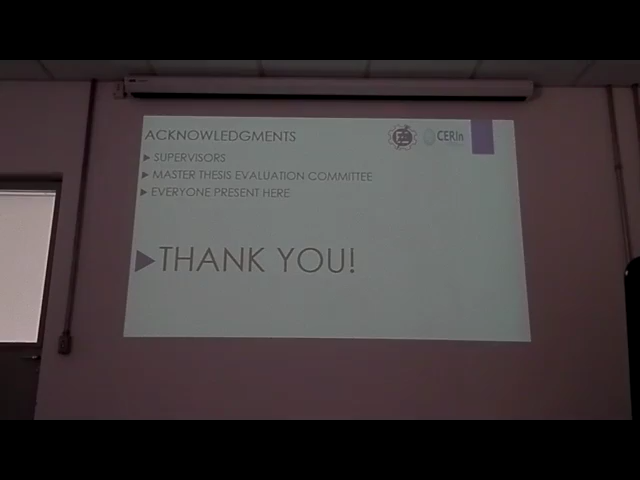 ACKNOWLEDGMENTS
CERIn
SUPERVISORS
MASTER THESIS EVALUATION COMMITTEE
EVERYONE PRESENT HERE
THANK YOU!